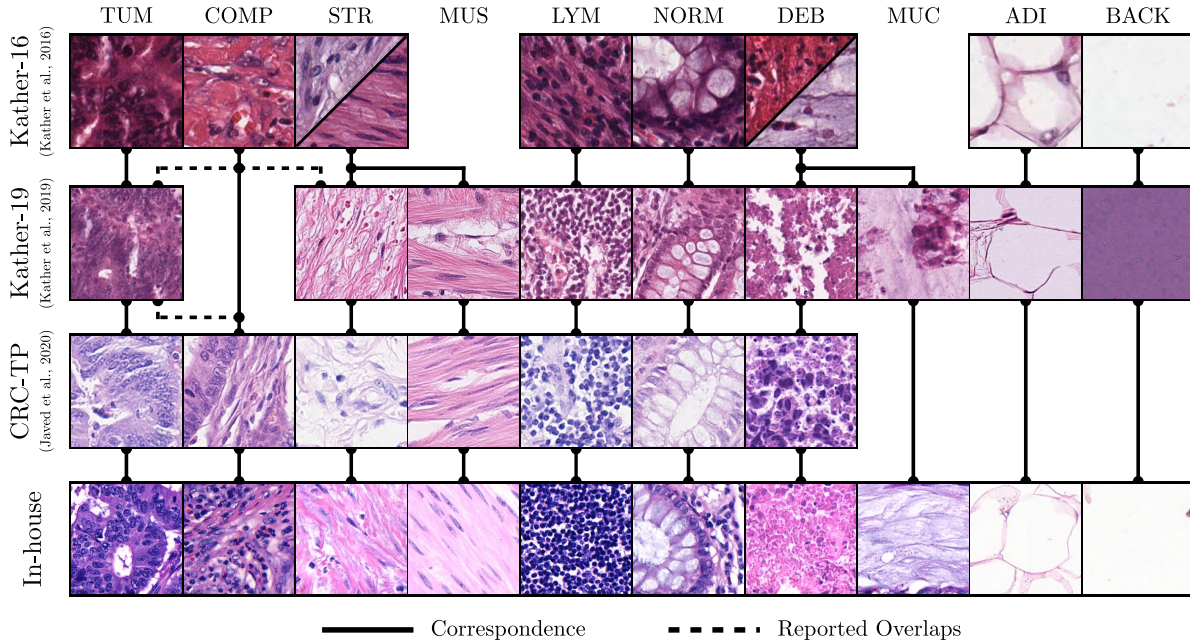 TUM COMP STR MUS LYM NORM DEB MUC ADI BACK
Kather-16
(Kather et al., 2016)
Kather-19
(Kather et al., 2019)
CRC-TP
(Javed et al., 2020)
In-house
Correspondence Reported Overlaps